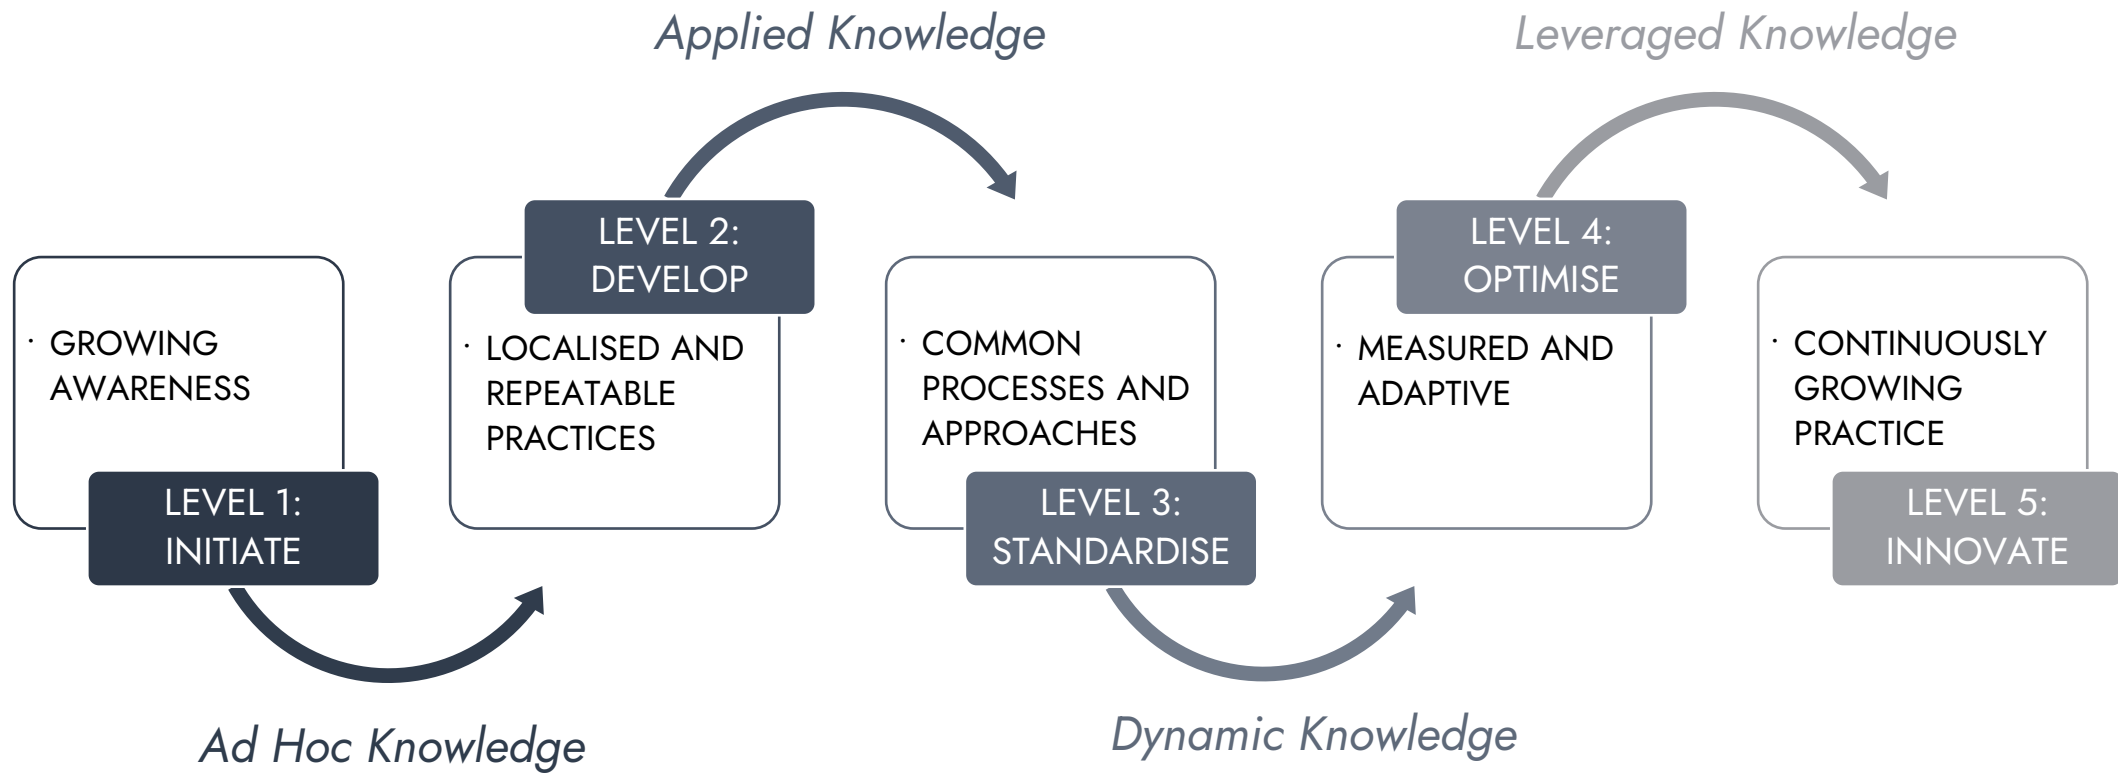 Applied Knowledge
Leveraged Knowledge
· GROWING
AWARENESS
LEVEL 1:
INITIATE
Ad Hoc Knowledge
LEVEL 2:
DEVELOP
· LOCALISED AND
REPEATABLE
PRACTICES
· COMMON
PROCESSES AND
APPROACHES
LEVEL 3:
STANDARDISE
Dynamic Knowledge
LEVEL 4:
OPTIMISE
· MEASURED AND
ADAPTIVE
· CONTINUOUSLY
GROWING
PRACTICE
LEVEL 5:
INNOVATE